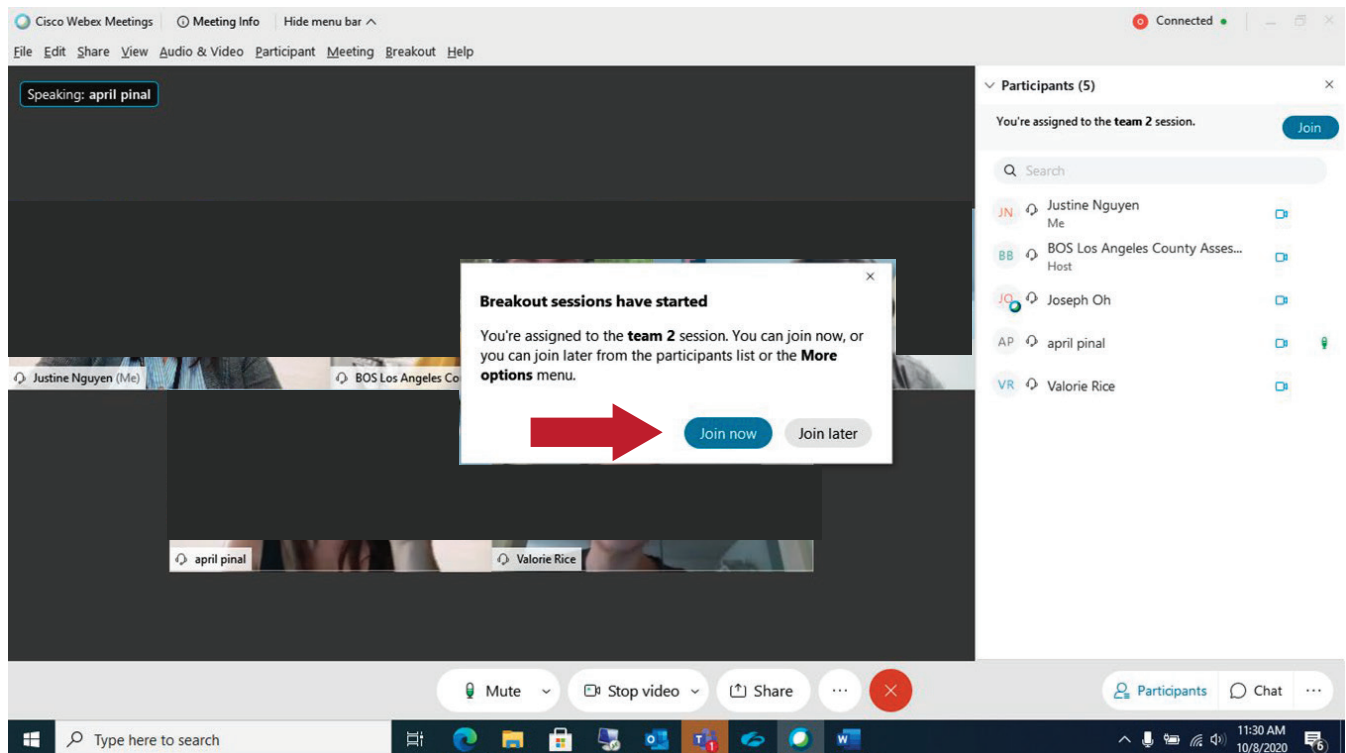 Cisco Webex Meetings Meeting Info Hide menu bar Connected
File Edit Share View Audio & Video Participant Meeting Breakout Help
Speaking: april pinal
Participants (5)
You're assigned to the team 2 session. Join
Search
JN Justine Nguyen
Me
BB BOS Los Angeles County Asses...
Host
JO Joseph Oh
AP april pinal
VR Valorie Rice
Breakout sessions have started
You're assigned to the team 2 session. You can join now, or
you can join later from the participants list or the More
options menu.
Join now Join later
Justine Nguyen (Me) BOS Los Angeles Co
april pinal Valorie Rice
Mute Stop video Share Participants Chat
Type here to search
11:30 AM
10/8/2020